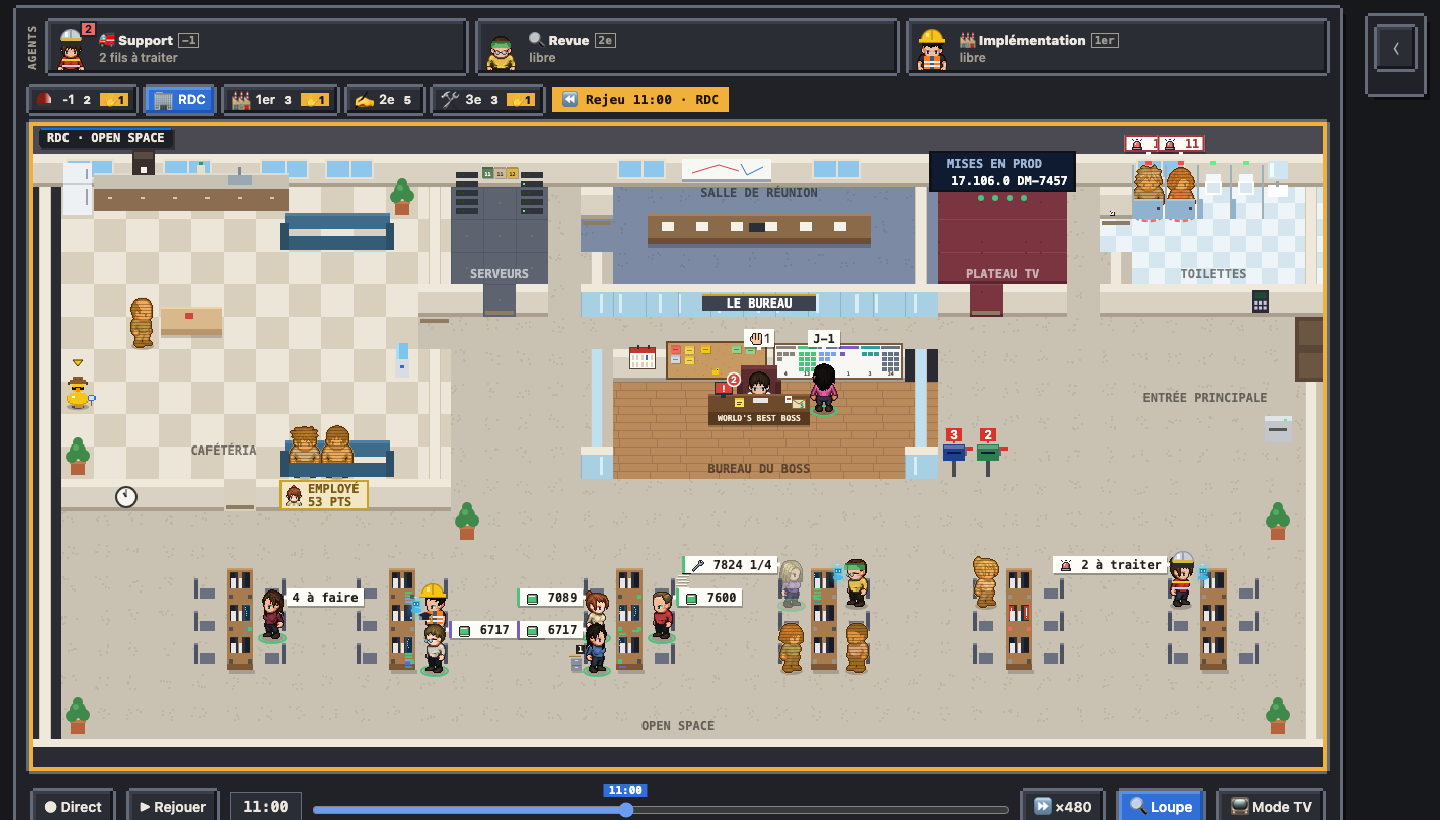 AGENTS
2
Support -1
2 fils à traiter
Revue 2e
libre
Implémentation 1er
libre
-1 2 1
RDC
1er 3 1
2e 5
3e 3 1
Rejeu 11:00 · RDC
RDC · OPEN SPACE
11
MISES EN PROD
17.106.0 DM-7457
11 11 12
SALLE DE RÉUNION
SERVEURS
PLATEAU TV
TOILETTES
LE BUREAU
1
J-1
2
WORLD'S BEST BOSS
ENTRÉE PRINCIPALE
CAFÉTÉRIA
3
2
BUREAU DU BOSS
EMPLOYÉ
53 PTS
7824 1/4
2 à traiter
4 à faire
7089
7600
6717
6717
1
OPEN SPACE
11:00
Direct
Rejouer
11:00
×480
Loupe
Mode TV